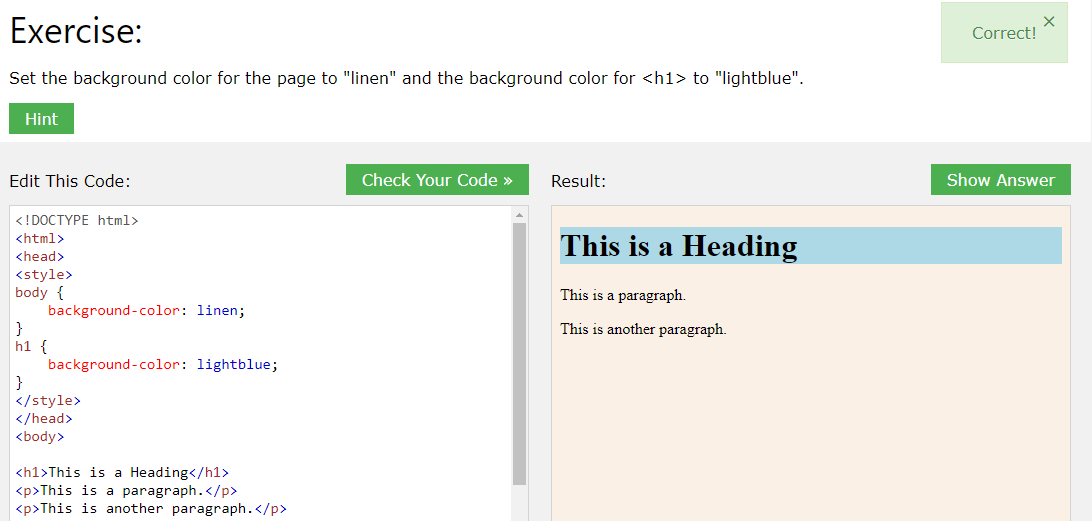 Exercise:
Correct!
×
Set the background color for the page to "linen" and the background color for <h1> to "lightblue".
Hint
Edit This Code:
Check Your Code »
<!DOCTYPE html>
<html>
<head>
<style>
body {
    background-color: linen;
}
h1 {
    background-color: lightblue;
}
</style>
</head>
<body>

<h1>This is a Heading</h1>
<p>This is a paragraph.</p>
<p>This is another paragraph.</p>
Result:
Show Answer
This is a Heading
This is a paragraph.
This is another paragraph.